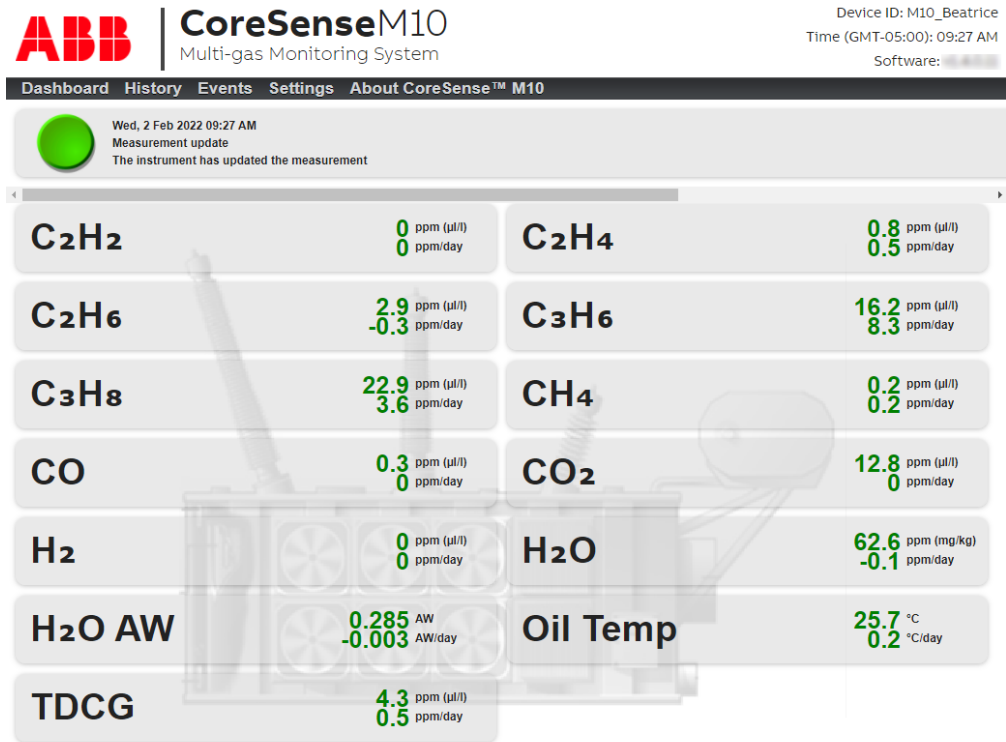 ABB
CoreSenseM10
Multi-gas Monitoring System
Device ID: M10_Beatrice
Time (GMT-05:00): 09:27 AM
Software:
Dashboard History Events Settings About CoreSense™ M10
Wed, 2 Feb 2022 09:27 AM
Measurement update
The instrument has updated the measurement
C₂H₂
0 ppm (µl/l)
0 ppm/day
C₂H₄
0.8 ppm (µl/l)
0.5 ppm/day
C₂H₆
2.9 ppm (µl/l)
-0.3 ppm/day
C₃H₆
16.2 ppm (µl/l)
8.3 ppm/day
C₃H₈
22.9 ppm (µl/l)
3.6 ppm/day
CH₄
0.2 ppm (µl/l)
0.2 ppm/day
CO
0.3 ppm (µl/l)
0 ppm/day
CO₂
12.8 ppm (µl/l)
0 ppm/day
H₂
0 ppm (µl/l)
0 ppm/day
H₂O
62.6 ppm (mg/kg)
-0.1 ppm/day
H₂O AW
0.285 AW
-0.003 AW/day
Oil Temp
25.7 °C
0.2 °C/day
TDCG
4.3 ppm (µl/l)
0.5 ppm/day